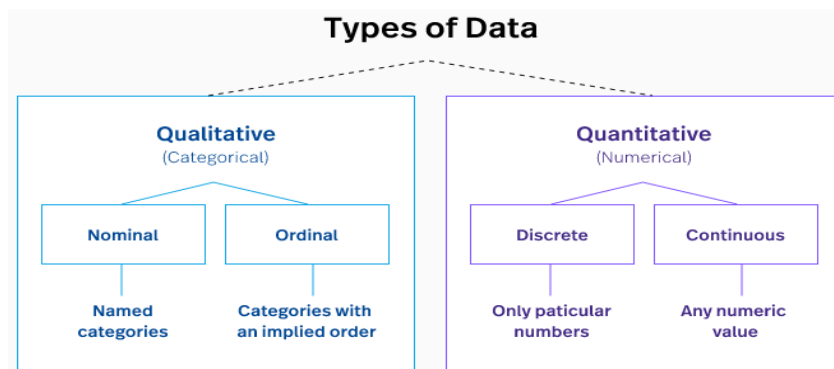 Types of Data
Qualitative
(Categorical)
Quantitative
(Numerical)
Nominal
Ordinal
Discrete
Continuous
Named
categories
Categories with
an implied order
Only paticular
numbers
Any numeric
value